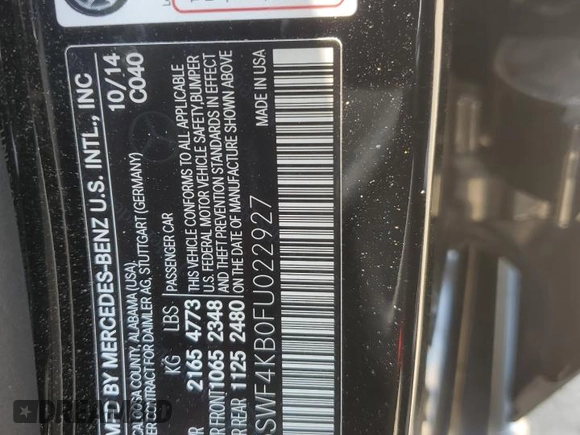 MFD BY MERCEDES-BENZ U.S. INTL., INC
COUNTY, ALABAMA (USA) 10/14
CONTRACT FOR DAIMLER AG, STUTTGART (GERMANY) C040
KG LBS PASSENGER CAR
2165 4773 THIS VEHICLE CONFORMS TO ALL APPLICABLE
FRONT 1065 2348 U.S. FEDERAL MOTOR VEHICLE SAFETY, BUMPER
REAR 1125 2480 AND THEFT PREVENTION STANDARDS IN EFFECT
ON THE DATE OF MANUFACTURE SHOWN ABOVE
SWF4KB0FU022927 MADE IN USA